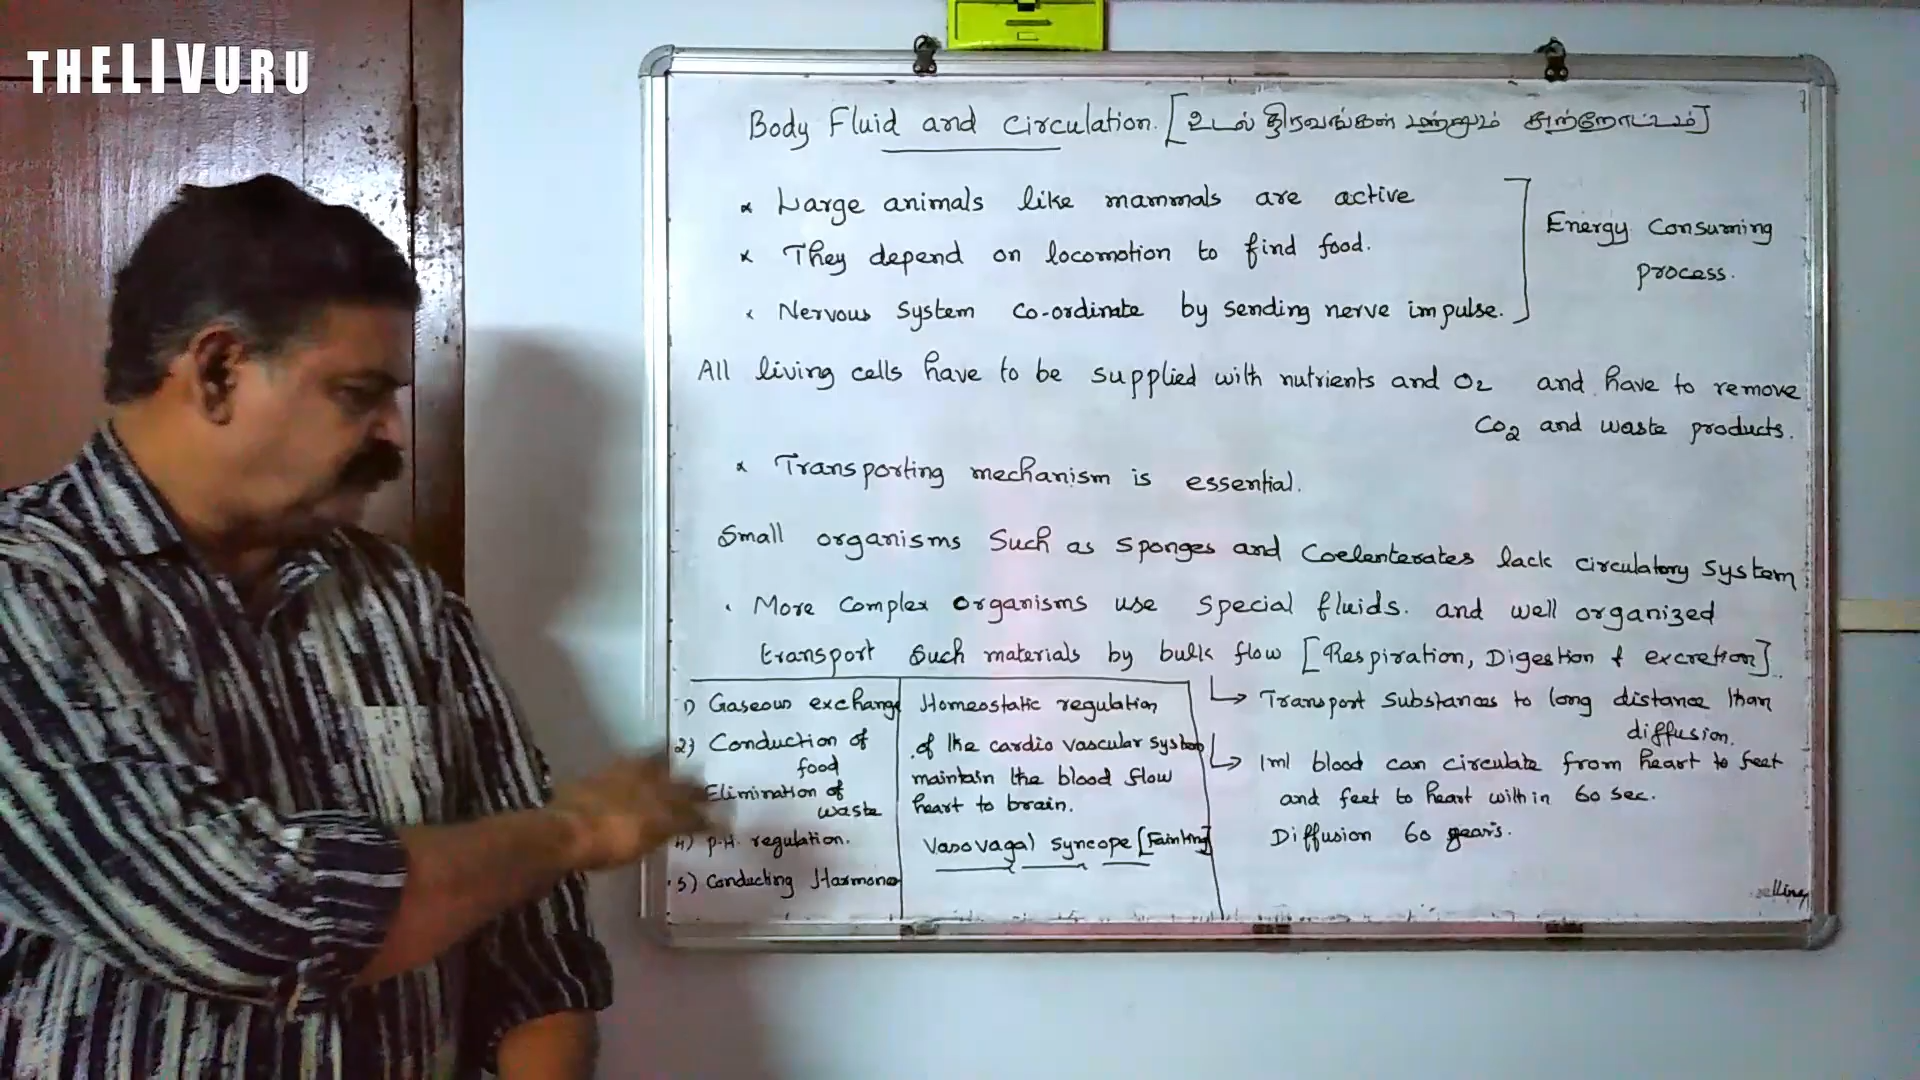 THELIVURU
Body Fluid and circulation. [உடல் திரவங்கள் மற்றும் சுற்றோட்டம்]
× Large animals like mammals are active
× They depend on locomotion to find food.
× Nervous system co-ordinate by sending nerve impulse.
Energy consuming
process.
All living cells have to be supplied with nutrients and O2 and have to remove
CO2 and waste products.
× Transporting mechanism is essential.
Small organisms such as sponges and Coelenterates lack circulatory system
• More complex organisms use special fluids. and well organized
transport such materials by bulk flow [Respiration, Digestion & excretion]..
1) Gaseous exchange
2) Conduction of
food
Elimination of
waste
4) P.H. regulation.
5) Conducting Harmone
Homeostatic regulation
of the cardio vascular system
maintain the blood flow
heart to brain.
Vasovagal syncope [Fainting]
→ Transport substances to long distance than
diffusion.
→ 1ml blood can circulate from heart to feet
and feet to heart within 60 sec.
Diffusion 60 years.